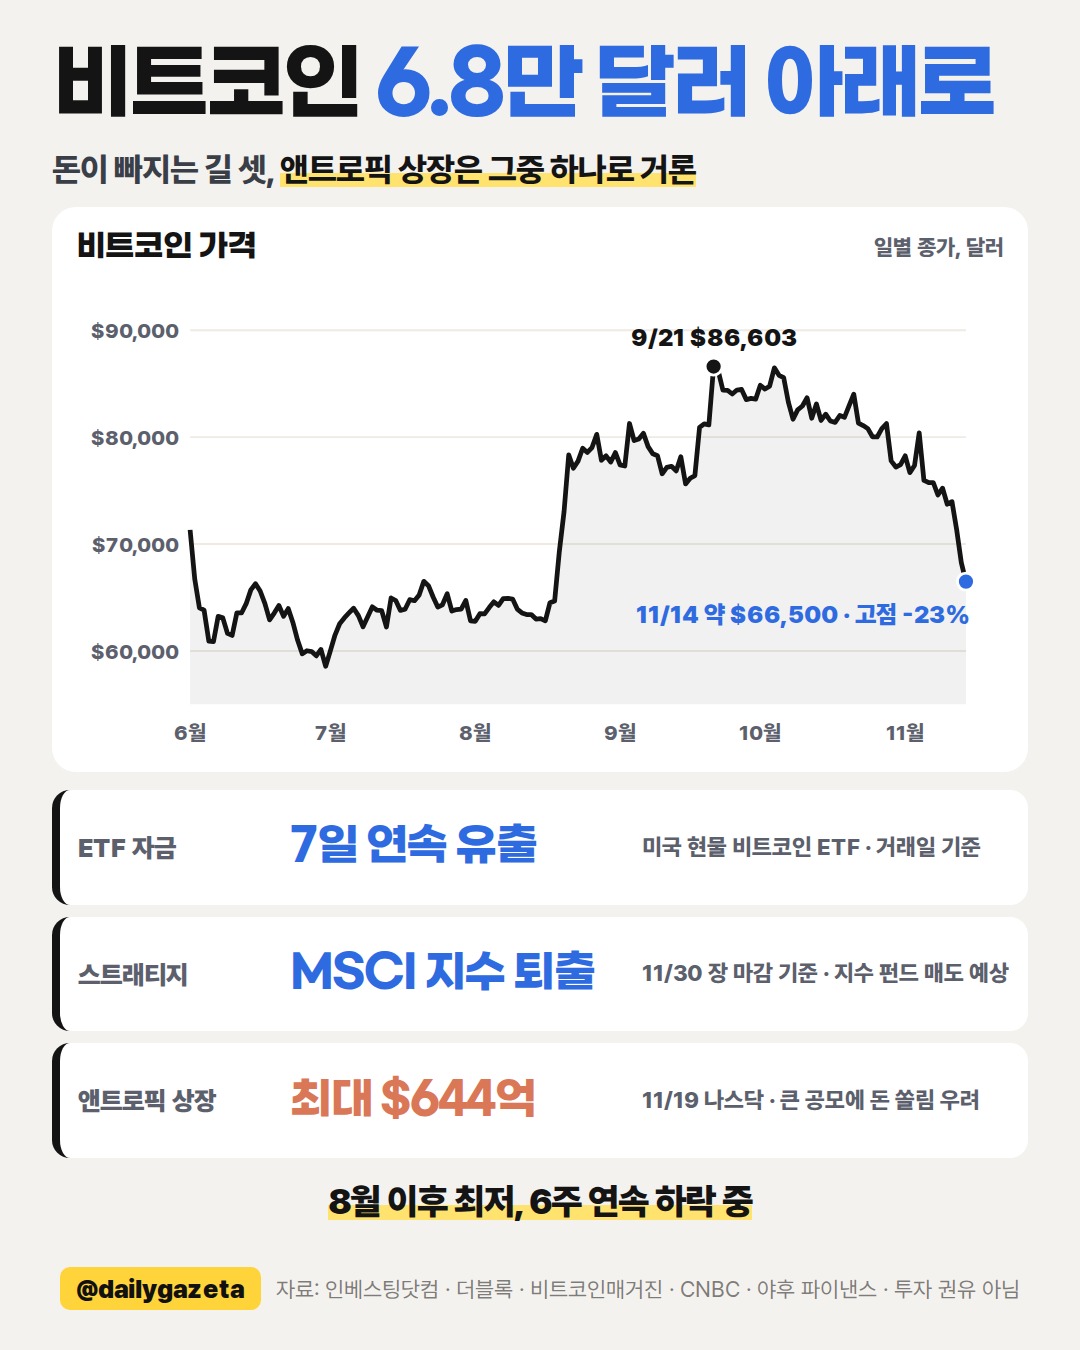 비트코인 6.8만 달러 아래로
돈이 빠지는 길 셋, 앤트로픽 상장은 그중 하나로 거론
비트코인 가격
일별 종가, 달러
$90,000
9/21 $86,603
$80,000
$70,000
11/14 약 $66,500 · 고점 -23%
$60,000
6월 7월 8월 9월 10월 11월
ETF 자금
7일 연속 유출
미국 현물 비트코인 ETF · 거래일 기준
스트래티지
MSCI 지수 퇴출
11/30 장 마감 기준 · 지수 펀드 매도 예상
앤트로픽 상장
최대 $644억
11/19 나스닥 · 큰 공모에 돈 쏠림 우려
8월 이후 최저, 6주 연속 하락 중
@dailygazeta
자료: 인베스팅닷컴 · 더블록 · 비트코인매거진 · CNBC · 야후 파이낸스 · 투자 권유 아님